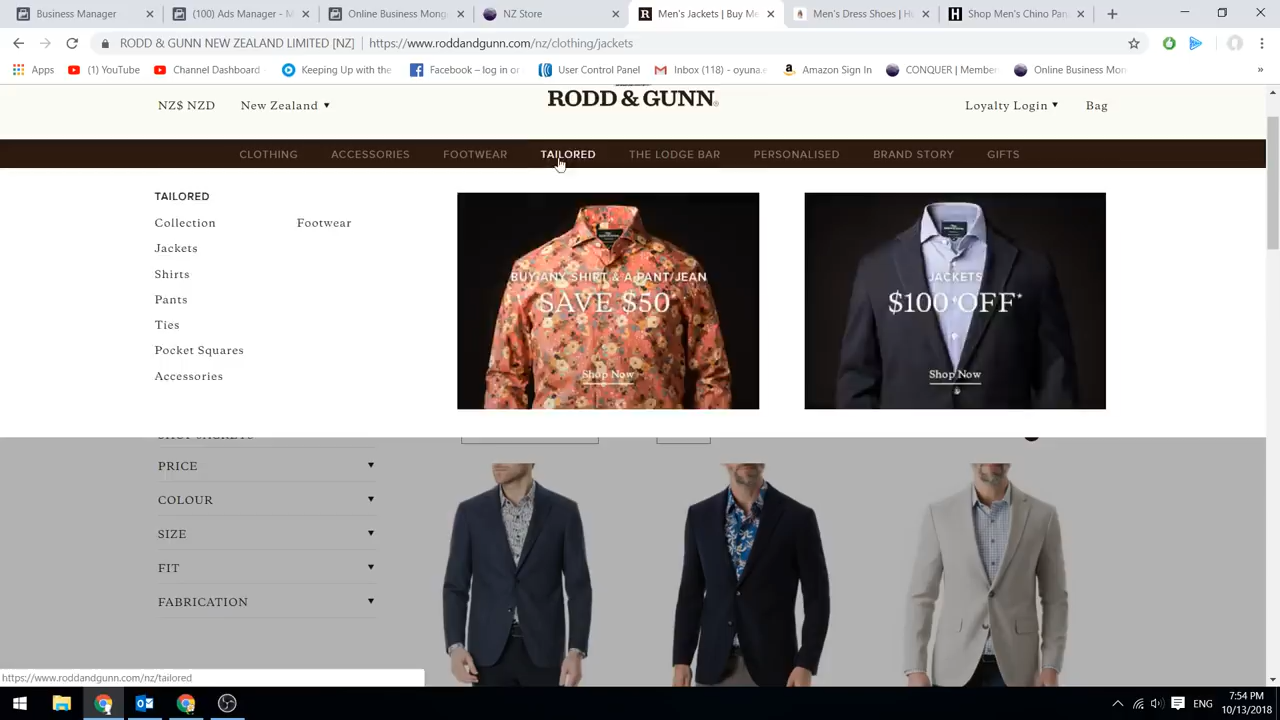 Business Manager
(100) Ads Manager - M
Online Business Mong
NZ Store
Men's Jackets | Buy Me
Men's Dress Shoes | Hu
Shop Men's Chino Pan
RODD & GUNN NEW ZEALAND LIMITED [NZ] | https://www.roddandgunn.com/nz/clothing/jackets
Apps
(1) YouTube
Channel Dashboard
Keeping Up with the
Facebook – log in or
User Control Panel
Inbox (118) - oyuna.e
Amazon Sign In
CONQUER | Member
Online Business Mon
»
NZ$ NZD
New Zealand
RODD & GUNN
Loyalty Login
Bag
CLOTHING
ACCESSORIES
FOOTWEAR
TAILORED
THE LODGE BAR
PERSONALISED
BRAND STORY
GIFTS
TAILORED
Collection
Footwear
Jackets
Shirts
Pants
Ties
Pocket Squares
Accessories
BUY ANY SHIRT & A PANT/JEAN
SAVE $50*
Shop Now
JACKETS
$100 OFF*
Shop Now
SHOP JACKETS
PRICE
COLOUR
SIZE
FIT
FABRICATION
https://www.roddandgunn.com/nz/tailored
ENG
7:54 PM
10/13/2018